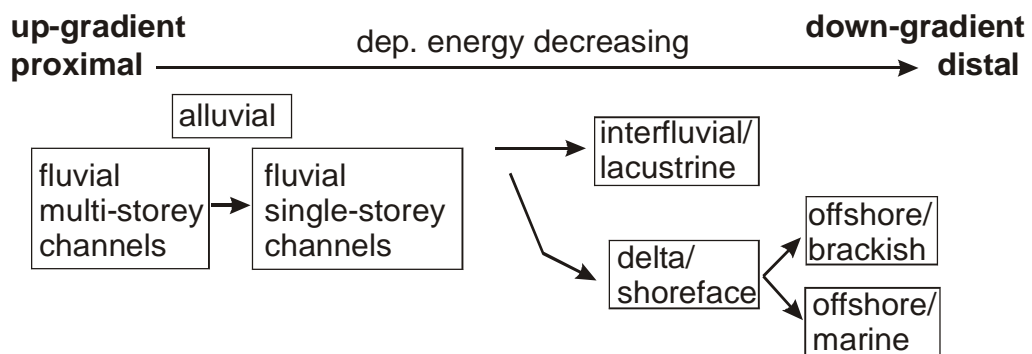 up-gradient
proximal
dep. energy decreasing
down-gradient
distal
alluvial
fluvial
multi-storey
channels
fluvial
single-storey
channels
interfluvial/
lacustrine
delta/
shoreface
offshore/
brackish
offshore/
marine